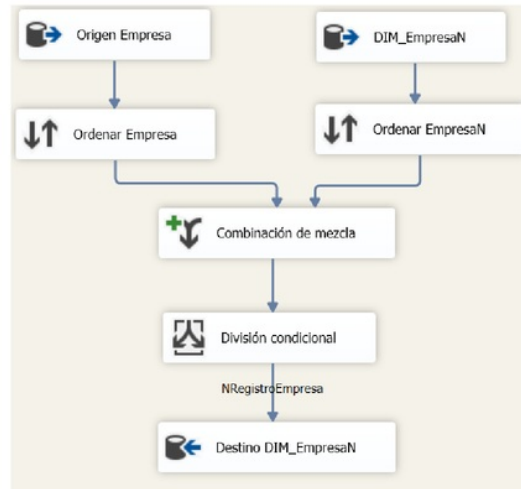 Origen Empresa
DIM_EmpresaN
Ordenar Empresa
Ordenar EmpresaN
Combinación de mezcla
División condicional
NRegistroEmpresa
Destino DIM_EmpresaN